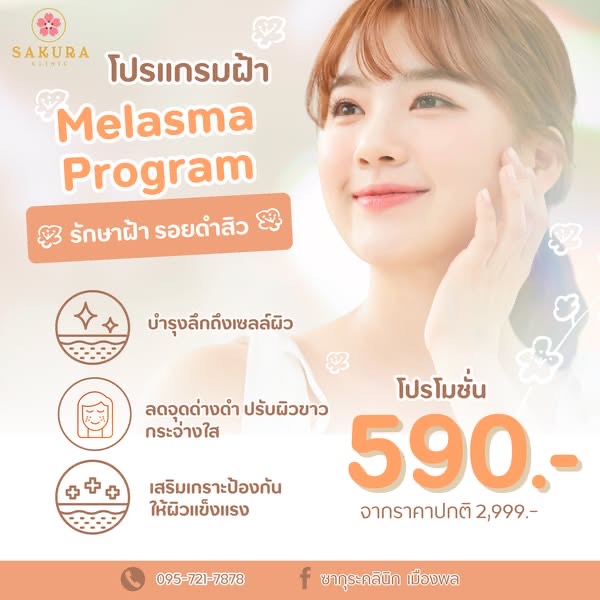 SAKURA
CLINIC
โปรแกรมฝ้า
Melasma
Program
รักษาฝ้า รอยดำสิว
บำรุงลึกถึงเซลล์ผิว
ลดจุดด่างดำ ปรับผิวขาว
กระจ่างใส
เสริมเกราะป้องกัน
ให้ผิวแข็งแรง
โปรโมชั่น
590.-
จากราคาปกติ 2,999.-
095-721-7878
ซากุระคลินิก เมืองพล